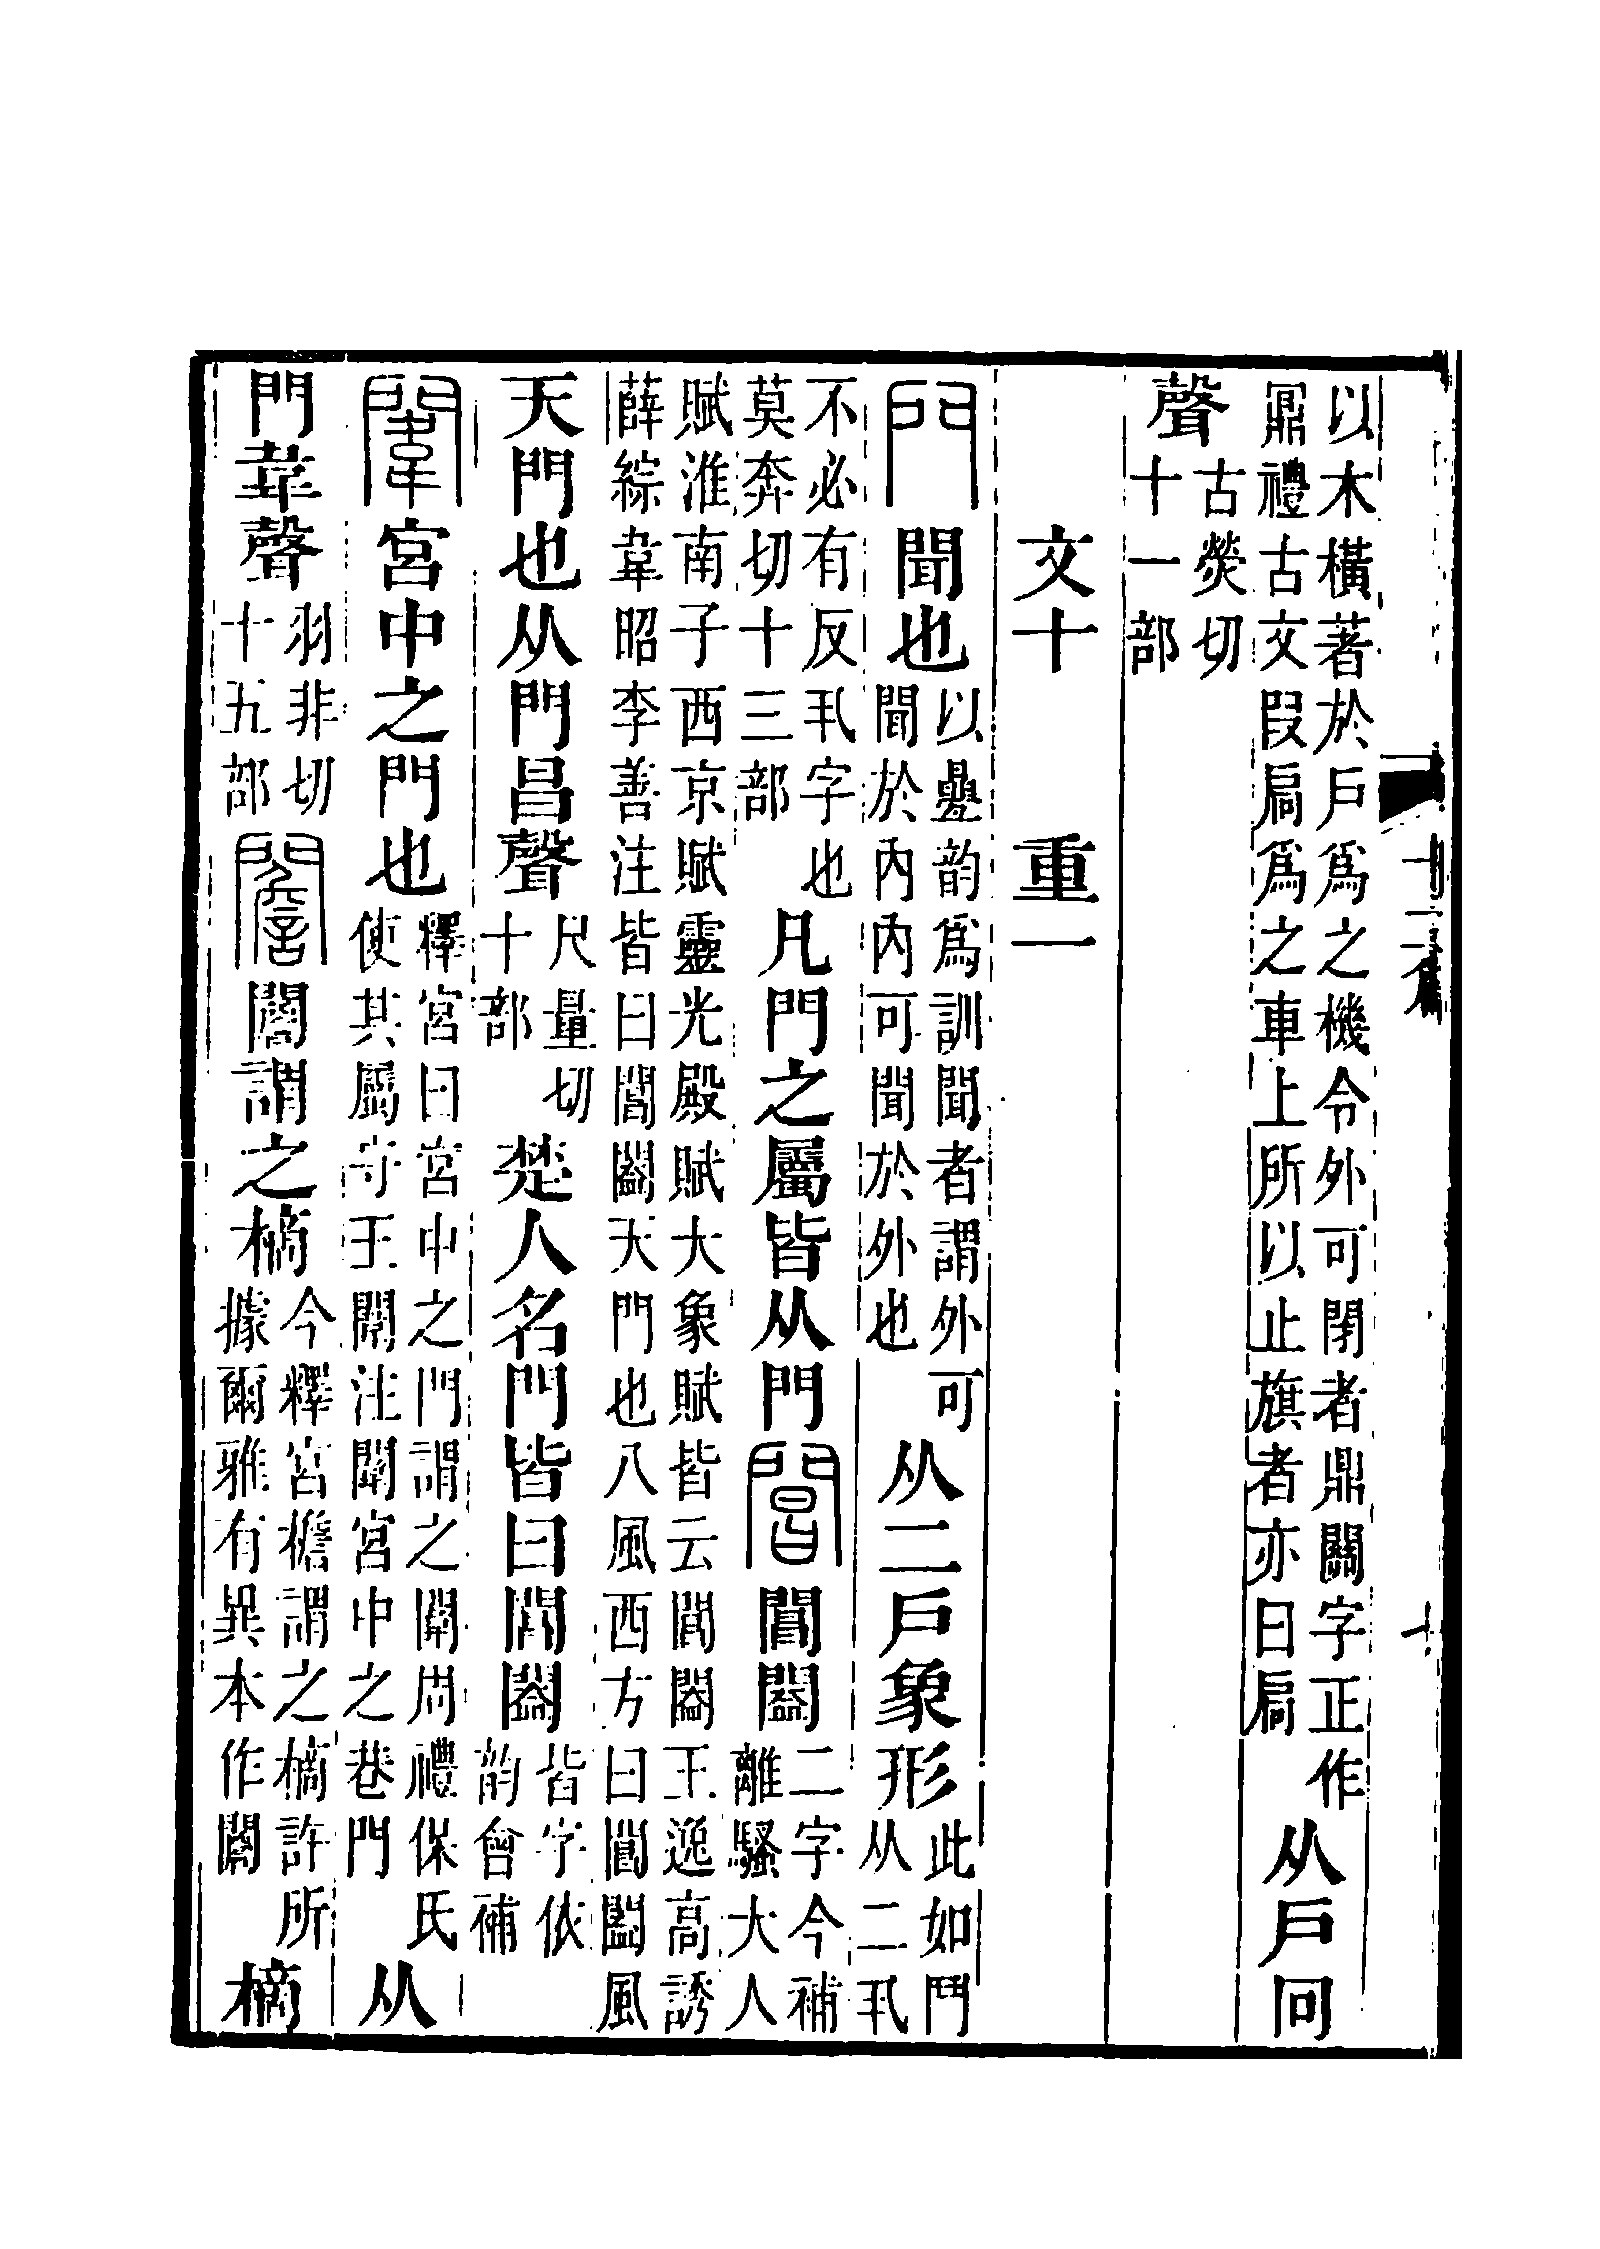 以木橫著於戶爲之機令外可閉者鼎關字正作
鼏禮古文叚扃爲之車上所以止旗者亦曰扃
从戶冋
聲
古熒切
十一部
文十 重一
門
聞也
以曡韵爲訓聞者謂外可
聞於內內可聞於外也
从二戶象形
此如鬥
从二丮
不必有反丮字也
莫奔切十三部
凡門之屬皆从門
閶
閶闔
二字今補
離騷大人
賦淮南子西京賦靈光殿賦大象賦皆云閶闔王逸高誘
薛綜韋昭李善注皆曰閶闔天門也八風西方曰閶闔風
天門也从門昌聲
尺量切
十部
楚人名門皆曰閶闔
皆字依
韵會補
闈
宮中之門也
釋宮曰宮中之門謂之闈周禮保氏
使其屬守王闈注闈宮中之巷門
从
門韋聲
羽非切
十五部
䦲
䦲謂之樀
今釋宮檐謂之樀許所
據爾雅有異本作䦲
樀
十二篇上
十